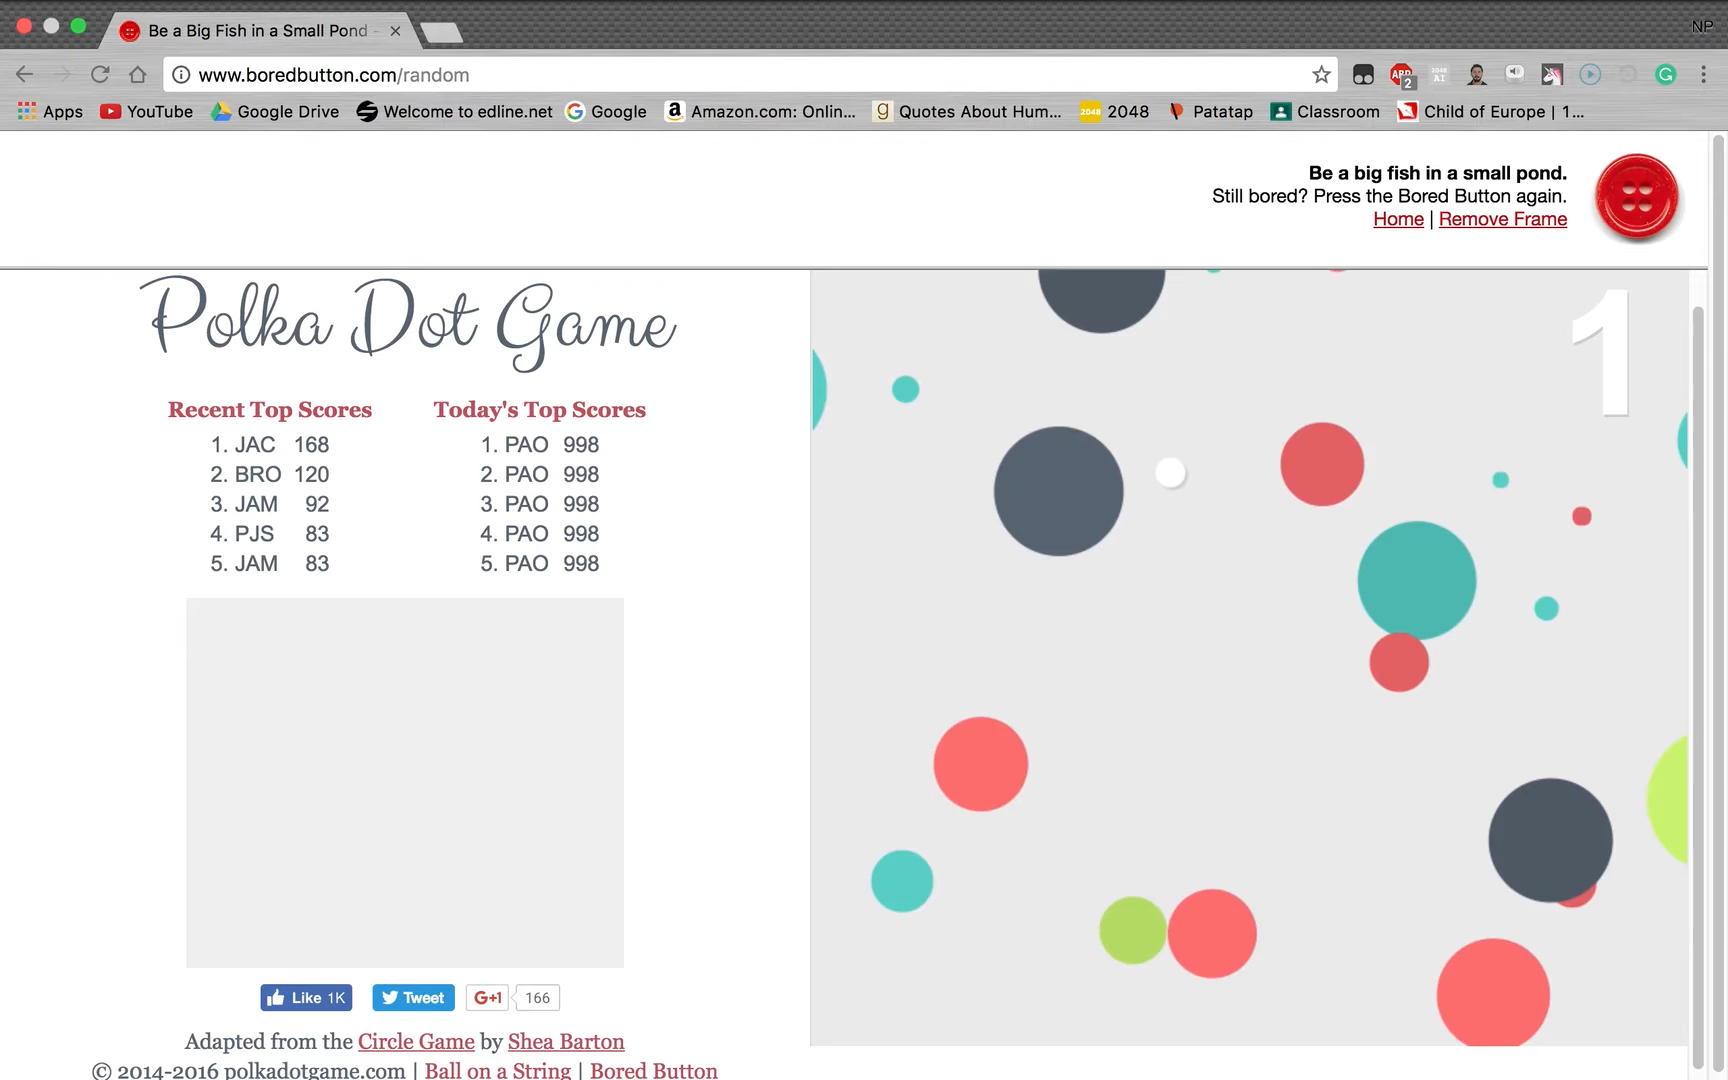 NP
Be a Big Fish in a Small Pond -
www.boredbutton.com/random
ABP
2
2048
AI
Apps
YouTube
Google Drive
Welcome to edline.net
Google
Amazon.com: Onlin...
Quotes About Hum...
2048
2048
Patatap
Classroom
Child of Europe | 1...
Be a big fish in a small pond.
Still bored? Press the Bored Button again.
Home | Remove Frame
Polka Dot Game
1
Recent Top Scores
1. JAC 168
2. BRO 120
3. JAM 92
4. PJS 83
5. JAM 83
Today's Top Scores
1. PAO 998
2. PAO 998
3. PAO 998
4. PAO 998
5. PAO 998
Like 1K
Tweet
G+1
166
Adapted from the Circle Game by Shea Barton
© 2014-2016 polkadotgame.com | Ball on a String | Bored Button